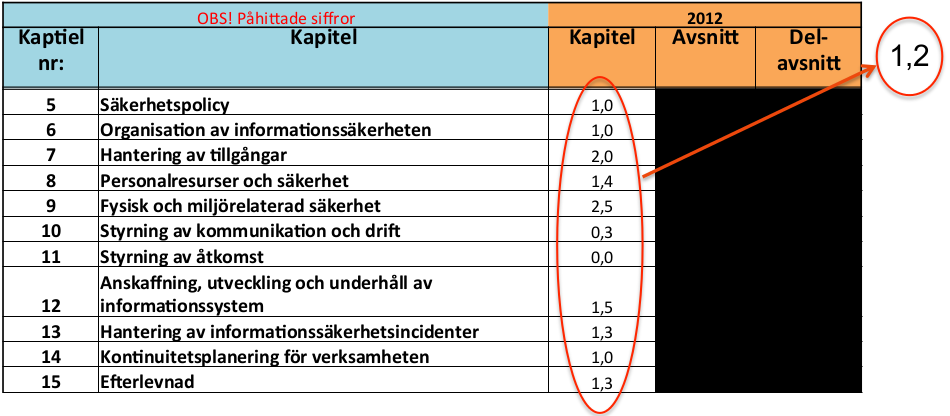 OBS! Påhittade siffror 2012
Kaptiel nr: Kapitel Kapitel Avsnitt Del-avsnitt
1,2
5 Säkerhetspolicy 1,0
6 Organisation av informationssäkerheten 1,0
7 Hantering av tillgångar 2,0
8 Personalresurser och säkerhet 1,4
9 Fysisk och miljörelaterad säkerhet 2,5
10 Styrning av kommunikation och drift 0,3
11 Styrning av åtkomst 0,0
Anskaffning, utveckling och underhåll av
12 informationssystem 1,5
13 Hantering av informationssäkerhetsincidenter 1,3
14 Kontinuitetsplanering för verksamheten 1,0
15 Efterlevnad 1,3